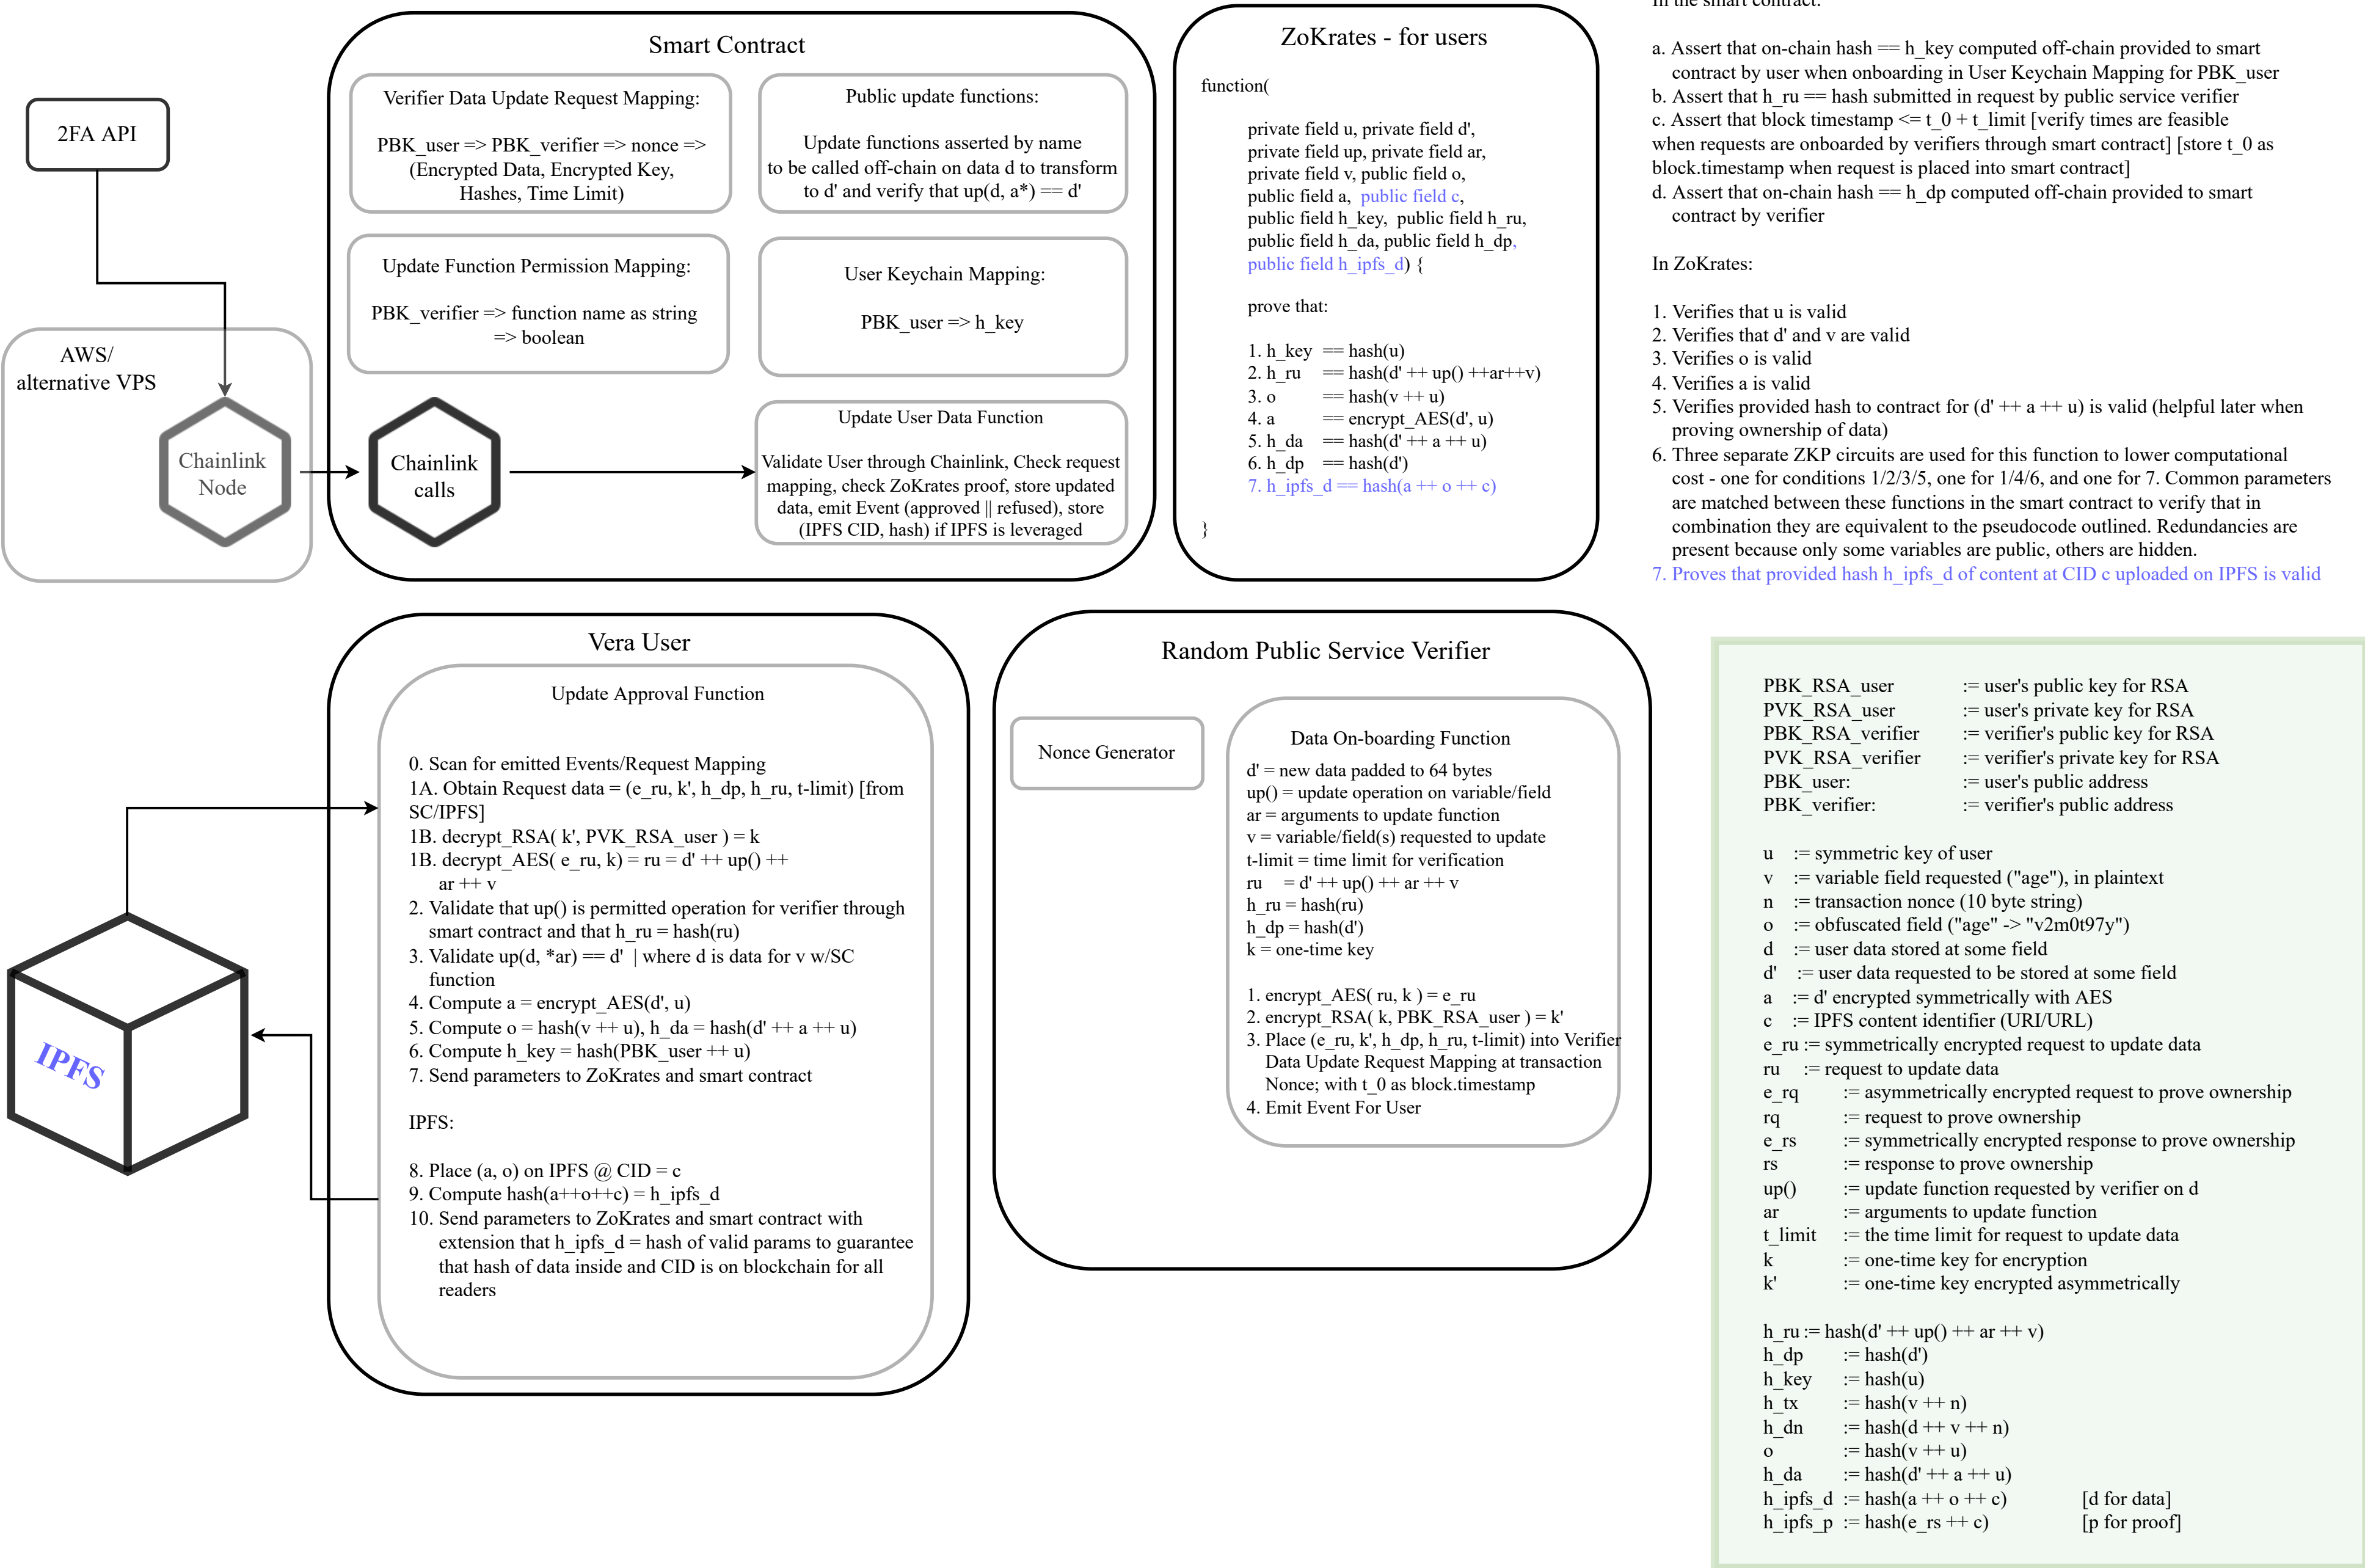 2FA API
AWS/
alternative VPS
Chainlink
Node
Smart Contract
Verifier Data Update Request Mapping:
PBK_user => PBK_verifier => nonce =>
(Encrypted Data, Encrypted Key,
Hashes, Time Limit)
Public update functions:
Update functions asserted by name
to be called off-chain on data d to transform
to d' and verify that up(d, a*) == d'
Update Function Permission Mapping:
PBK_verifier => function name as string
=> boolean
User Keychain Mapping:
PBK_user => h_key
Chainlink
calls
Update User Data Function
Validate User through Chainlink, Check request
mapping, check ZoKrates proof, store updated
data, emit Event (approved || refused), store
(IPFS CID, hash) if IPFS is leveraged
ZoKrates - for users
function(
private field u, private field d',
private field up, private field ar,
private field v, public field o,
public field a, public field c,
public field h_key, public field h_ru,
public field h_da, public field h_dp,
public field h_ipfs_d) {
prove that:
1. h_key == hash(u)
2. h_ru == hash(d' ++ up() ++ar++v)
3. o == hash(v ++ u)
4. a == encrypt_AES(d', u)
5. h_da == hash(d' ++ a ++ u)
6. h_dp == hash(d')
7. h_ipfs_d == hash(a ++ o ++ c)
}
In the smart contract:
a. Assert that on-chain hash == h_key computed off-chain provided to smart
contract by user when onboarding in User Keychain Mapping for PBK_user
b. Assert that h_ru == hash submitted in request by public service verifier
c. Assert that block timestamp <= t_0 + t_limit [verify times are feasible
when requests are onboarded by verifiers through smart contract] [store t_0 as
block.timestamp when request is placed into smart contract]
d. Assert that on-chain hash == h_dp computed off-chain provided to smart
contract by verifier
In ZoKrates:
1. Verifies that u is valid
2. Verifies that d' and v are valid
3. Verifies o is valid
4. Verifies a is valid
5. Verifies provided hash to contract for (d' ++ a ++ u) is valid (helpful later when
proving ownership of data)
6. Three separate ZKP circuits are used for this function to lower computational
cost - one for conditions 1/2/3/5, one for 1/4/6, and one for 7. Common parameters
are matched between these functions in the smart contract to verify that in
combination they are equivalent to the pseudocode outlined. Redundancies are
present because only some variables are public, others are hidden.
7. Proves that provided hash h_ipfs_d of content at CID c uploaded on IPFS is valid
IPFS
Vera User
Update Approval Function
0. Scan for emitted Events/Request Mapping
1A. Obtain Request data = (e_ru, k', h_dp, h_ru, t-limit) [from
SC/IPFS]
1B. decrypt_RSA( k', PVK_RSA_user ) = k
1B. decrypt_AES( e_ru, k) = ru = d' ++ up() ++
ar ++ v
2. Validate that up() is permitted operation for verifier through
smart contract and that h_ru = hash(ru)
3. Validate up(d, *ar) == d' | where d is data for v w/SC
function
4. Compute a = encrypt_AES(d', u)
5. Compute o = hash(v ++ u), h_da = hash(d' ++ a ++ u)
6. Compute h_key = hash(PBK_user ++ u)
7. Send parameters to ZoKrates and smart contract
IPFS:
8. Place (a, o) on IPFS @ CID = c
9. Compute hash(a++o++c) = h_ipfs_d
10. Send parameters to ZoKrates and smart contract with
extension that h_ipfs_d = hash of valid params to guarantee
that hash of data inside and CID is on blockchain for all
readers
Random Public Service Verifier
Nonce Generator
Data On-boarding Function
d' = new data padded to 64 bytes
up() = update operation on variable/field
ar = arguments to update function
v = variable/field(s) requested to update
t-limit = time limit for verification
ru = d' ++ up() ++ ar ++ v
h_ru = hash(ru)
h_dp = hash(d')
k = one-time key
1. encrypt_AES( ru, k ) = e_ru
2. encrypt_RSA( k, PBK_RSA_user ) = k'
3. Place (e_ru, k', h_dp, h_ru, t-limit) into Verifier
Data Update Request Mapping at transaction
Nonce; with t_0 as block.timestamp
4. Emit Event For User
PBK_RSA_user := user's public key for RSA
PVK_RSA_user := user's private key for RSA
PBK_RSA_verifier := verifier's public key for RSA
PVK_RSA_verifier := verifier's private key for RSA
PBK_user: := user's public address
PBK_verifier: := verifier's public address
u := symmetric key of user
v := variable field requested ("age"), in plaintext
n := transaction nonce (10 byte string)
o := obfuscated field ("age" -> "v2m0t97y")
d := user data stored at some field
d' := user data requested to be stored at some field
a := d' encrypted symmetrically with AES
c := IPFS content identifier (URI/URL)
e_ru := symmetrically encrypted request to update data
ru := request to update data
e_rq := asymmetrically encrypted request to prove ownership
rq := request to prove ownership
e_rs := symmetrically encrypted response to prove ownership
rs := response to prove ownership
up() := update function requested by verifier on d
ar := arguments to update function
t_limit := the time limit for request to update data
k := one-time key for encryption
k' := one-time key encrypted asymmetrically
h_ru := hash(d' ++ up() ++ ar ++ v)
h_dp := hash(d')
h_key := hash(u)
h_tx := hash(v ++ n)
h_dn := hash(d ++ v ++ n)
o := hash(v ++ u)
h_da := hash(d' ++ a ++ u)
h_ipfs_d := hash(a ++ o ++ c) [d for data]
h_ipfs_p := hash(e_rs ++ c) [p for proof]